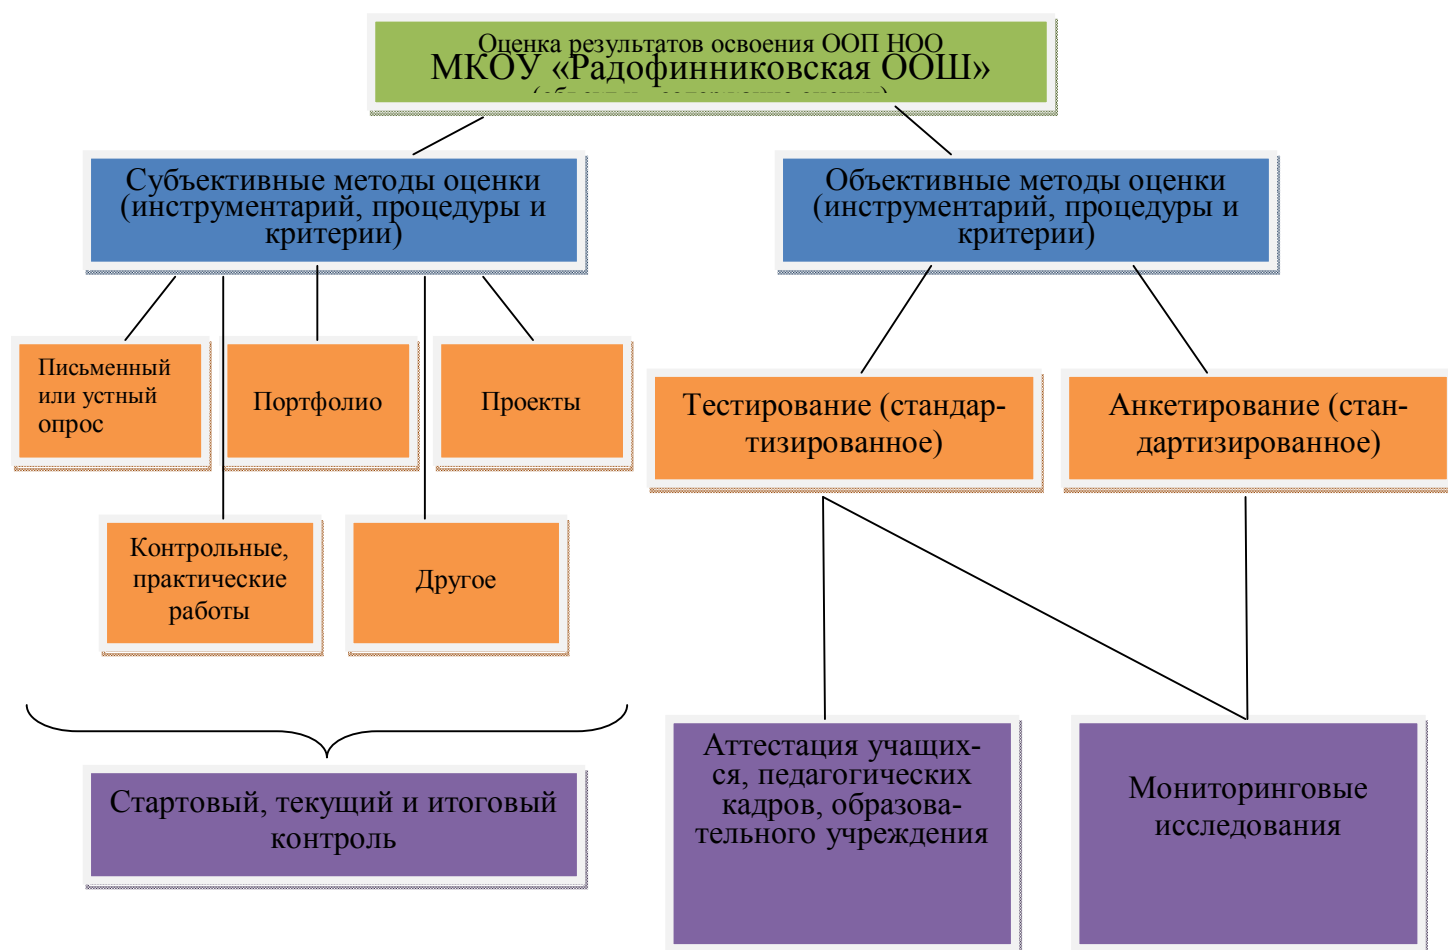 Оценка результатов освоения ООП НОО
МКОУ «Радофинниковская ООШ»
Субъективные методы оценки
(инструментарий, процедуры и
критерии)
Объективные методы оценки
(инструментарий, процедуры и
критерии)
Письменный
или устный
опрос
Портфолио
Проекты
Тестирование (стандар-
тизированное)
Анкетирование (стан-
дартизированное)
Контрольные,
практические
работы
Другое
Стартовый, текущий и итоговый
контроль
Аттестация учащих-
ся, педагогических
кадров, образова-
тельного учреждения
Мониторинговые
исследования